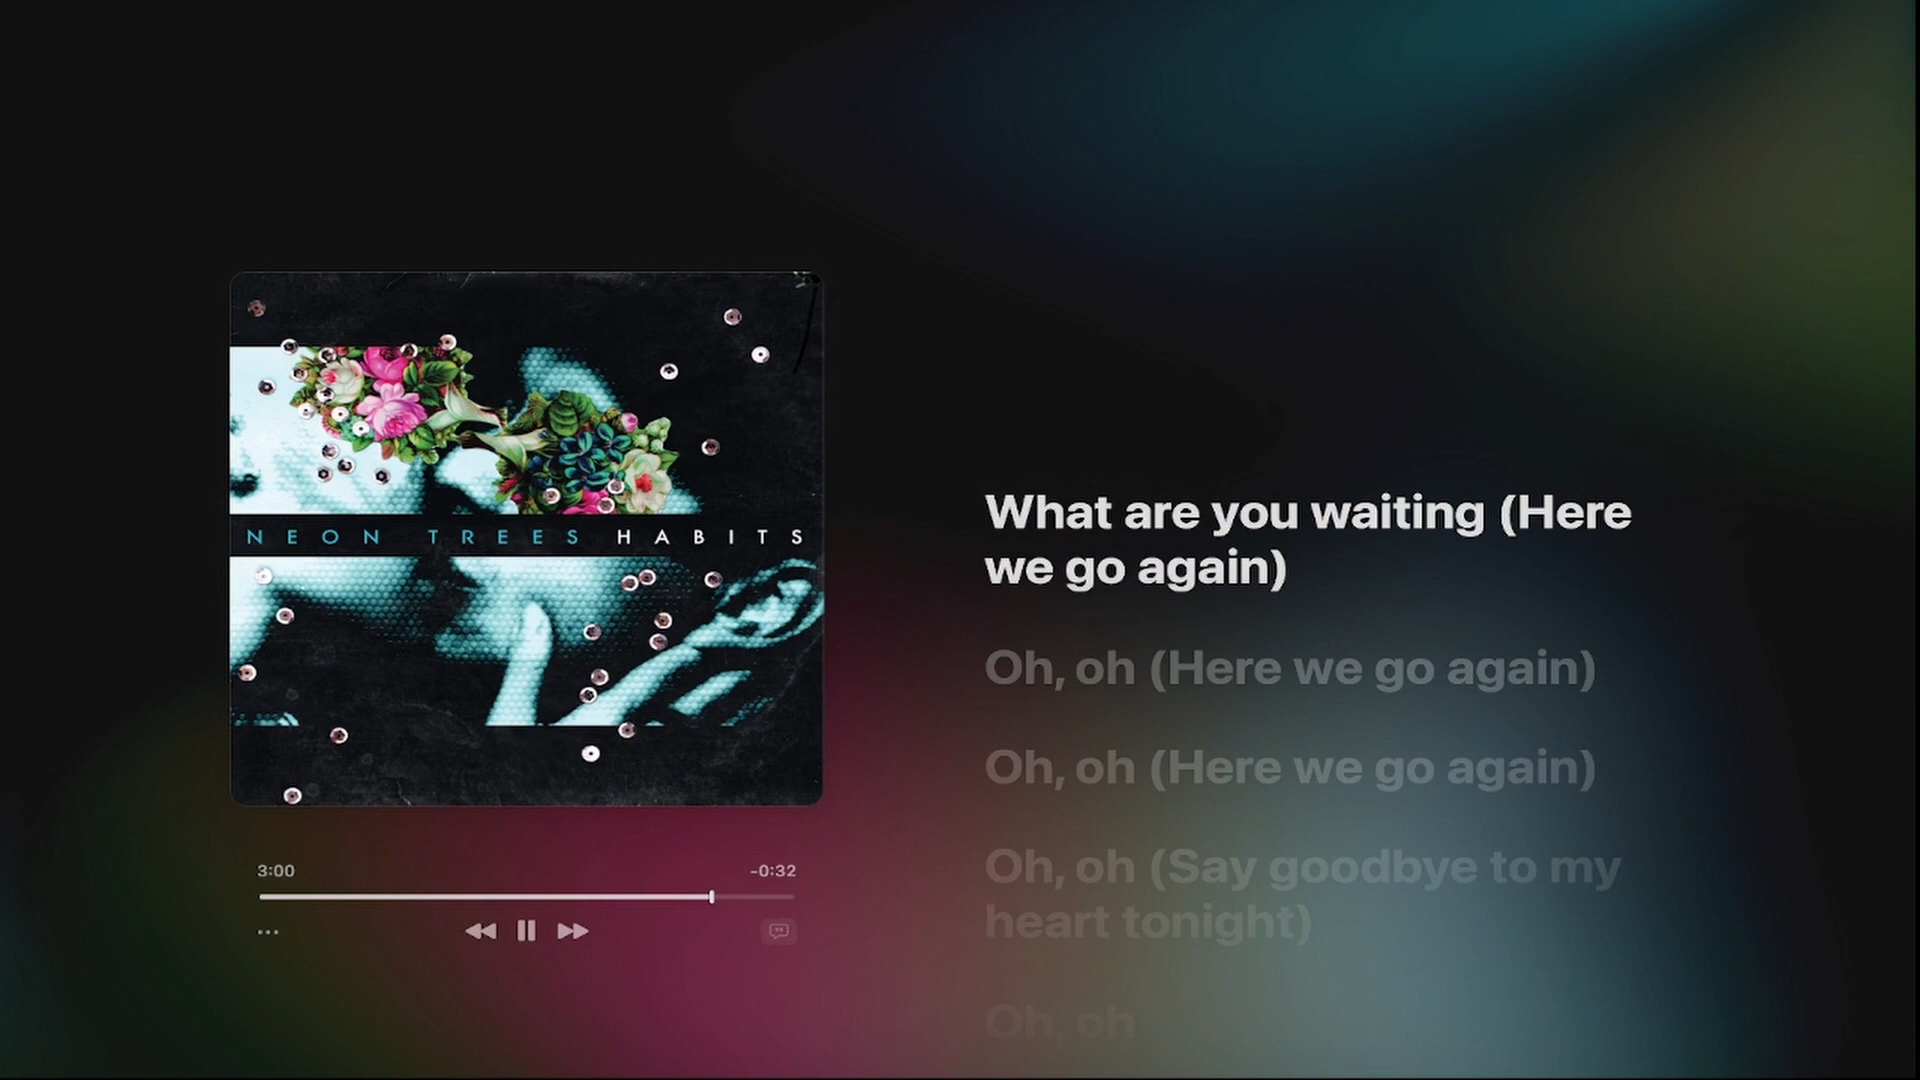 NEON TREES HABITS
3:00
-0:32
What are you waiting (Here
we go again)
Oh, oh (Here we go again)
Oh, oh (Here we go again)
Oh, oh (Say goodbye to my
heart tonight)
Oh, oh